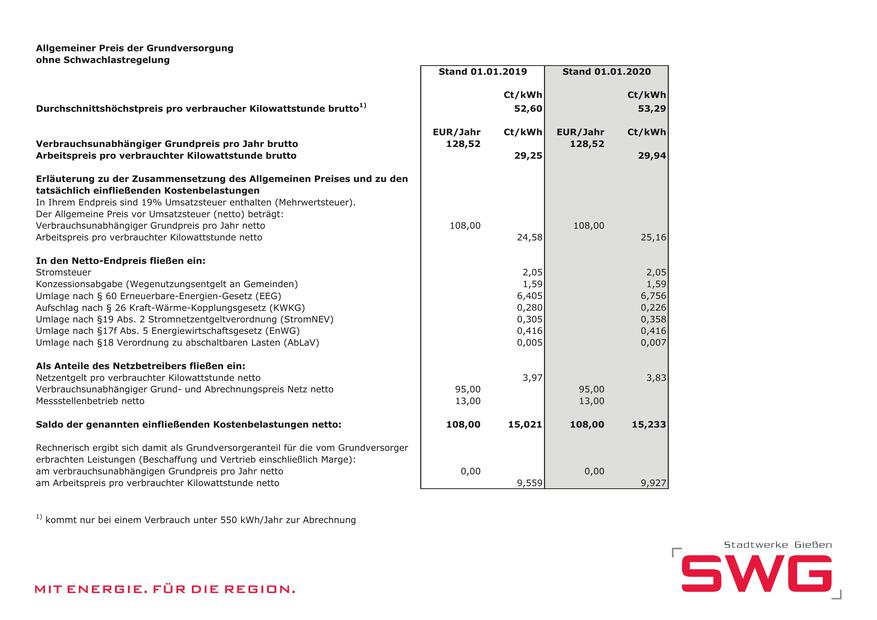 Allgemeiner Preis der Grundversorgung
ohne Schwachlastregelung
Stand 01.01.2019 Stand 01.01.2020
Ct/kWh Ct/kWh
Durchschnittshöchstpreis pro verbraucher Kilowattstunde brutto1) 52,60 53,29
EUR/Jahr Ct/kWh EUR/Jahr Ct/kWh
Verbrauchsunabhängiger Grundpreis pro Jahr brutto 128,52 128,52
Arbeitspreis pro verbrauchter Kilowattstunde brutto 29,25 29,94
Erläuterung zu der Zusammensetzung des Allgemeinen Preises und zu den
tatsächlich einfließenden Kostenbelastungen
In Ihrem Endpreis sind 19% Umsatzsteuer enthalten (Mehrwertsteuer).
Der Allgemeine Preis vor Umsatzsteuer (netto) beträgt:
Verbrauchsunabhängiger Grundpreis pro Jahr netto 108,00 108,00
Arbeitspreis pro verbrauchter Kilowattstunde netto 24,58 25,16
In den Netto-Endpreis fließen ein:
Stromsteuer 2,05 2,05
Konzessionsabgabe (Wegenutzungsentgelt an Gemeinden) 1,59 1,59
Umlage nach § 60 Erneuerbare-Energien-Gesetz (EEG) 6,405 6,756
Aufschlag nach § 26 Kraft-Wärme-Kopplungsgesetz (KWKG) 0,280 0,226
Umlage nach §19 Abs. 2 Stromnetzentgeltverordnung (StromNEV) 0,305 0,358
Umlage nach §17f Abs. 5 Energiewirtschaftsgesetz (EnWG) 0,416 0,416
Umlage nach §18 Verordnung zu abschaltbaren Lasten (AbLaV) 0,005 0,007
Als Anteile des Netzbetreibers fließen ein:
Netzentgelt pro verbrauchter Kilowattstunde netto 3,97 3,83
Verbrauchsunabhängiger Grund- und Abrechnungspreis Netz netto 95,00 95,00
Messstellenbetrieb netto 13,00 13,00
Saldo der genannten einfließenden Kostenbelastungen netto: 108,00 15,021 108,00 15,233
Rechnerisch ergibt sich damit als Grundversorgeranteil für die vom Grundversorger
erbrachten Leistungen (Beschaffung und Vertrieb einschließlich Marge):
am verbrauchsunabhängigen Grundpreis pro Jahr netto 0,00 0,00
am Arbeitspreis pro verbrauchter Kilowattstunde netto 9,559 9,927
1) kommt nur bei einem Verbrauch unter 550 kWh/Jahr zur Abrechnung
Stadtwerke Gießen
SWG
MIT ENERGIE. FÜR DIE REGION.